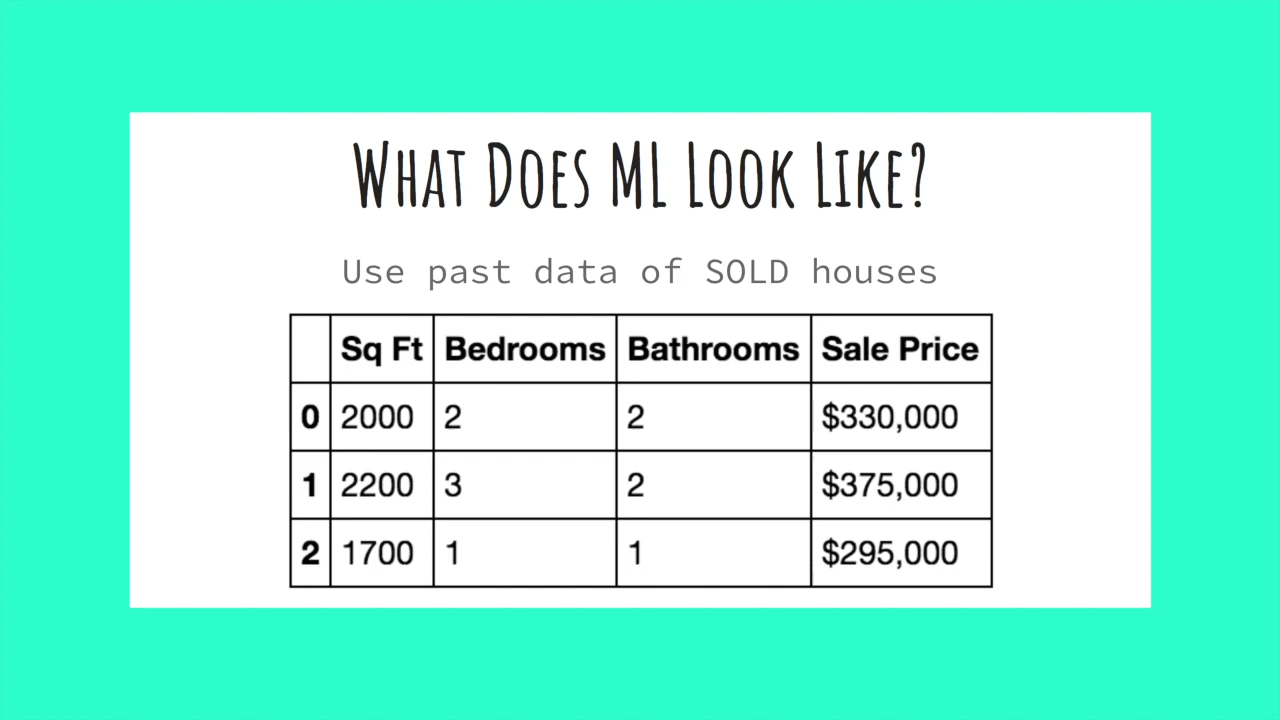 What Does ML Look Like?
Use past data of SOLD houses
Sq Ft Bedrooms Bathrooms Sale Price
0 2000 2 2 $330,000
1 2200 3 2 $375,000
2 1700 1 1 $295,000